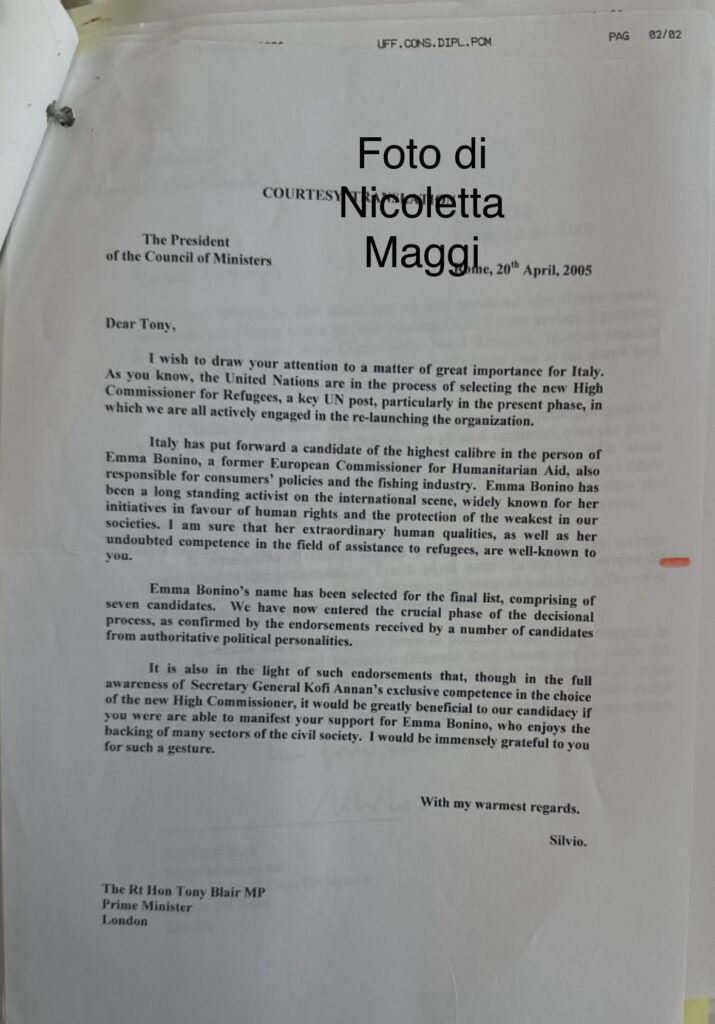 UFF.CONS.DIPL.PCM
PAG 02/02
Foto di
Nicoletta
Maggi
COURTESY TRANSLATION
The President
of the Council of Ministers
Rome, 20th April, 2005
Dear Tony,
I wish to draw your attention to a matter of great importance for Italy.
As you know, the United Nations are in the process of selecting the new High
Commissioner for Refugees, a key UN post, particularly in the present phase, in
which we are all actively engaged in the re-launching the organization.
Italy has put forward a candidate of the highest calibre in the person of
Emma Bonino, a former European Commissioner for Humanitarian Aid, also
responsible for consumers' policies and the fishing industry. Emma Bonino has
been a long standing activist on the international scene, widely known for her
initiatives in favour of human rights and the protection of the weakest in our
societies. I am sure that her extraordinary human qualities, as well as her
undoubted competence in the field of assistance to refugees, are well-known to
you.
Emma Bonino's name has been selected for the final list, comprising of
seven candidates. We have now entered the crucial phase of the decisional
process, as confirmed by the endorsements received by a number of candidates
from authoritative political personalities.
It is also in the light of such endorsements that, though in the full
awareness of Secretary General Kofi Annan's exclusive competence in the choice
of the new High Commissioner, it would be greatly beneficial to our candidacy if
you were are able to manifest your support for Emma Bonino, who enjoys the
backing of many sectors of the civil society. I would be immensely grateful to you
for such a gesture.
With my warmest regards.
Silvio.
The Rt Hon Tony Blair MP
Prime Minister
London